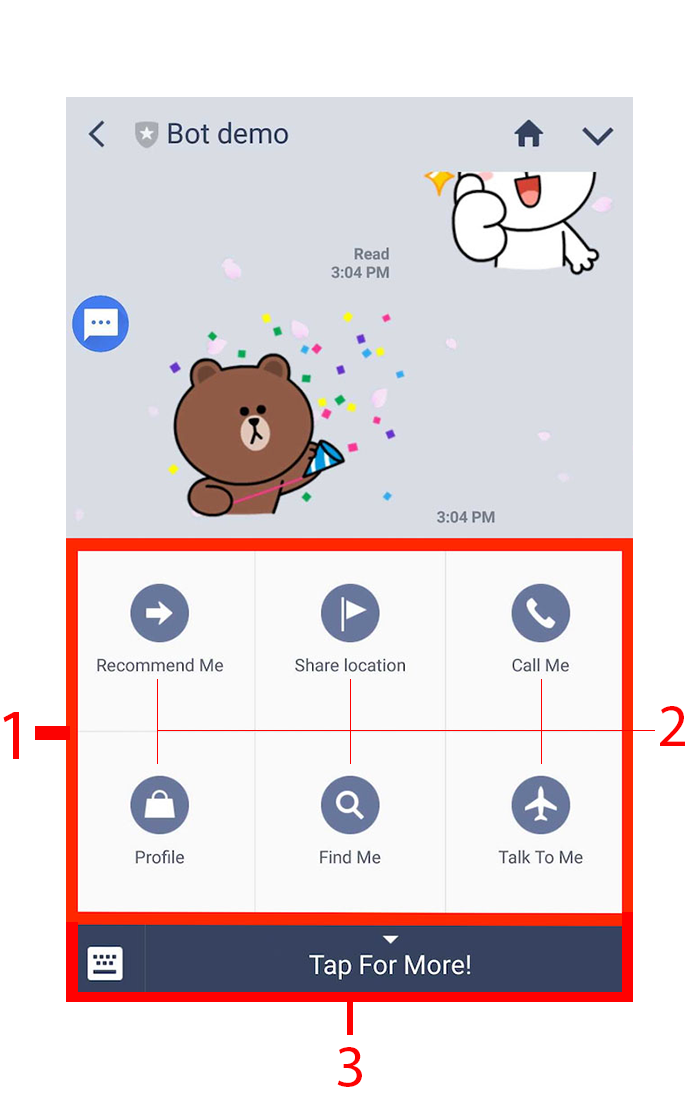 Bot demo
Read
3:04 PM
3:04 PM
Recommend Me
Share location
Call Me
1
2
Profile
Find Me
Talk To Me
Tap For More!
3